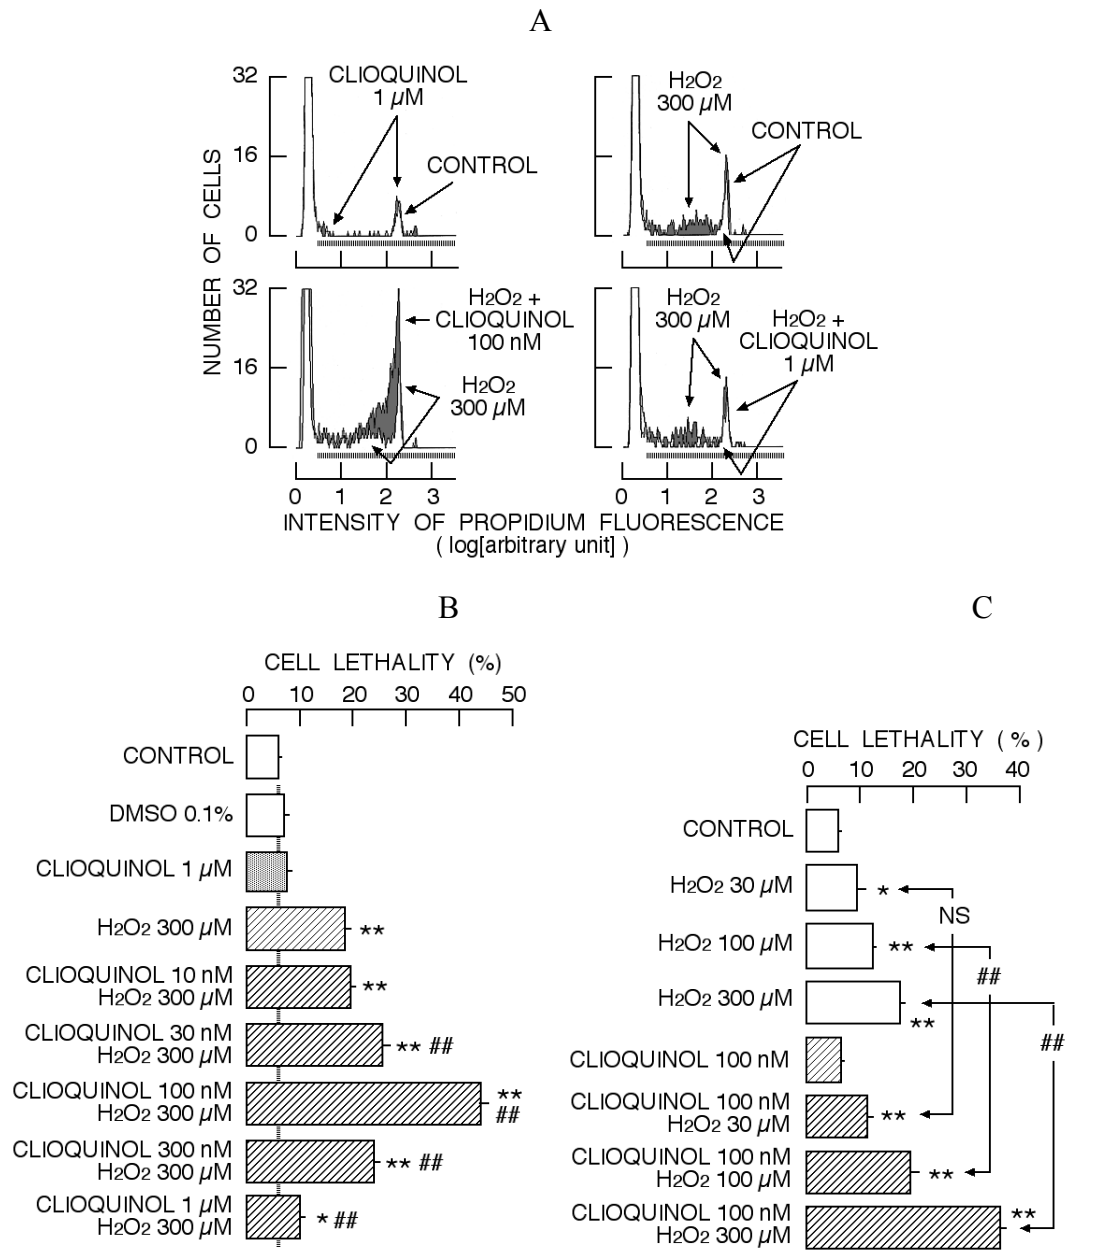 A
32
16
0
CLIOQUINOL
1 µM
CONTROL
H2O2
300 µM
CONTROL
NUMBER OF CELLS
32
16
0
H2O2 +
CLIOQUINOL
100 nM
H2O2
300 µM
H2O2
300 µM
H2O2 +
CLIOQUINOL
1 µM
0 1 2 3
0 1 2 3
INTENSITY OF PROPIDIUM FLUORESCENCE
( log[arbitrary unit] )
B
CELL LETHALITY (%)
0 10 20 30 40 50
CONTROL
DMSO 0.1%
CLIOQUINOL 1 µM
H2O2 300 µM **
CLIOQUINOL 10 nM
H2O2 300 µM **
CLIOQUINOL 30 nM
H2O2 300 µM ** ##
CLIOQUINOL 100 nM **
H2O2 300 µM ##
CLIOQUINOL 300 nM
H2O2 300 µM ** ##
CLIOQUINOL 1 µM
H2O2 300 µM * ##
C
CELL LETHALITY ( % )
0 10 20 30 40
CONTROL
H2O2 30 µM *
NS
H2O2 100 µM **
##
H2O2 300 µM
**
##
CLIOQUINOL 100 nM
CLIOQUINOL 100 nM
H2O2 30 µM **
CLIOQUINOL 100 nM
H2O2 100 µM **
CLIOQUINOL 100 nM **
H2O2 300 µM